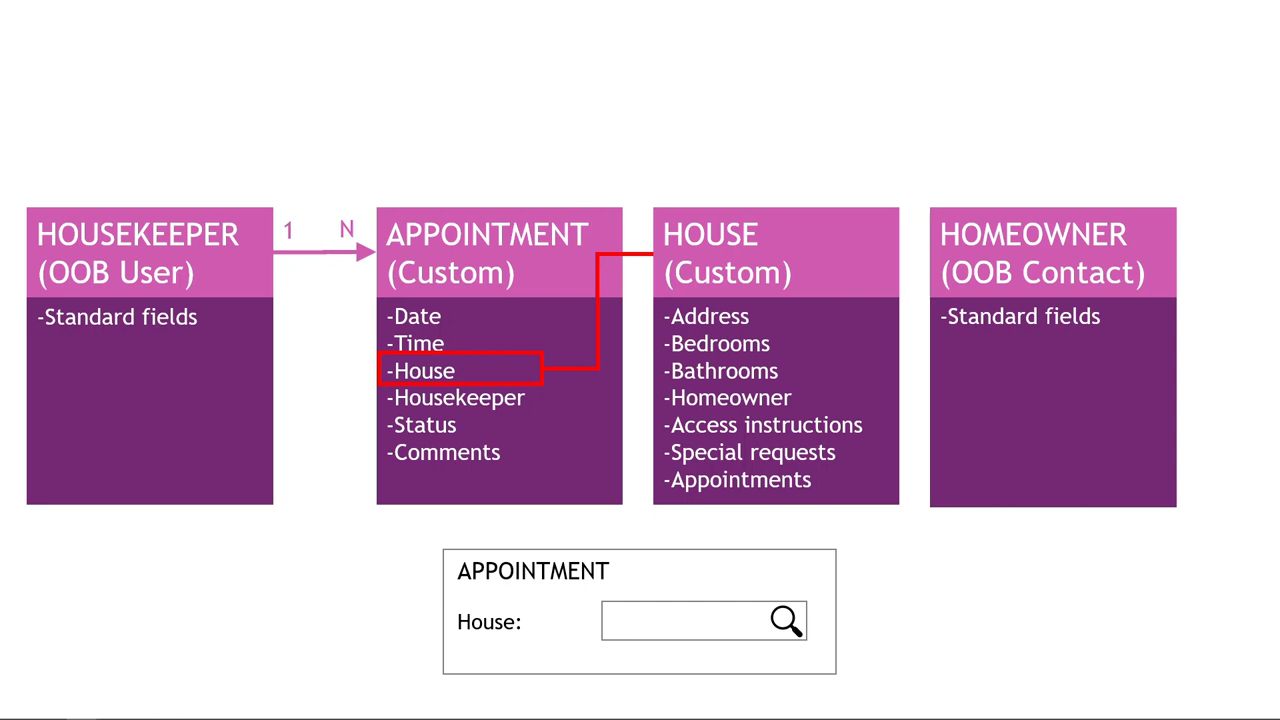 HOUSEKEEPER
(OOB User)
-Standard fields
1 N
APPOINTMENT
(Custom)
-Date
-Time
-House
-Housekeeper
-Status
-Comments
HOUSE
(Custom)
-Address
-Bedrooms
-Bathrooms
-Homeowner
-Access instructions
-Special requests
-Appointments
HOMEOWNER
(OOB Contact)
-Standard fields
APPOINTMENT
House: